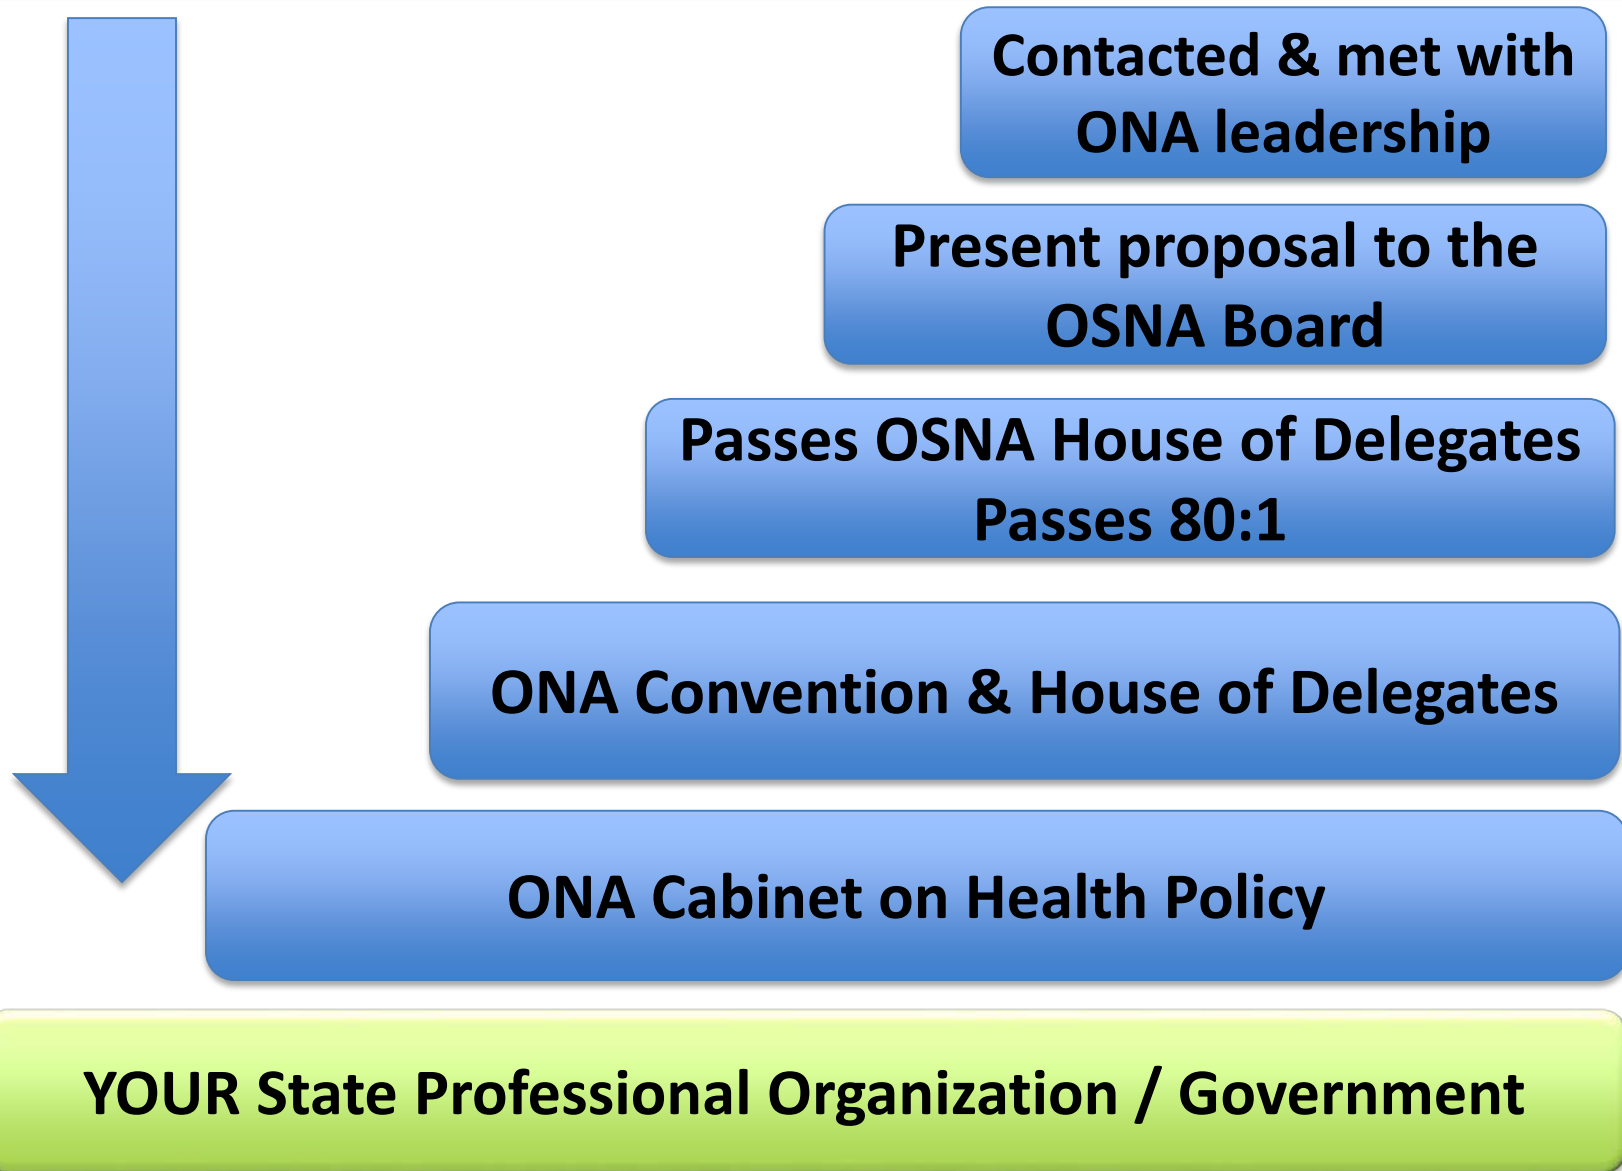 Contacted & met with
ONA leadership
Present proposal to the
OSNA Board
Passes OSNA House of Delegates
Passes 80:1
ONA Convention & House of Delegates
ONA Cabinet on Health Policy
YOUR State Professional Organization / Government